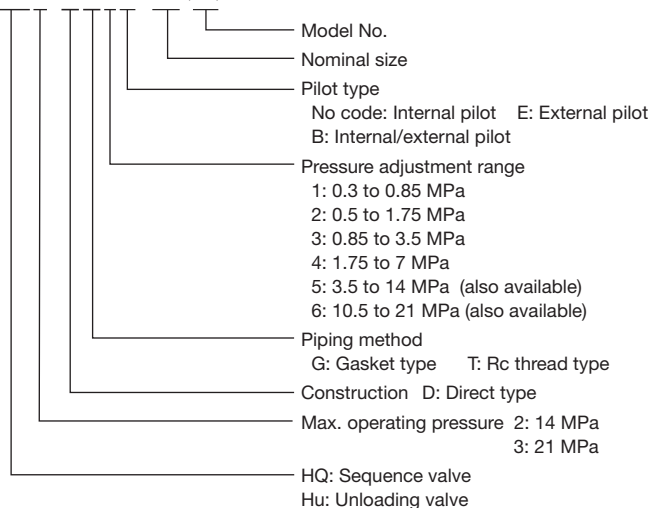 Model No.
Nominal size
Pilot type
No code: Internal pilot E: External pilot
B: Internal/external pilot
Pressure adjustment range
1: 0.3 to 0.85 MPa
2: 0.5 to 1.75 MPa
3: 0.85 to 3.5 MPa
4: 1.75 to 7 MPa
5: 3.5 to 14 MPa (also available)
6: 10.5 to 21 MPa (also available)
Piping method
G: Gasket type T: Rc thread type
Construction D: Direct type
Max. operating pressure 2: 14 MPa
3: 21 MPa
HQ: Sequence valve
Hu: Unloading valve